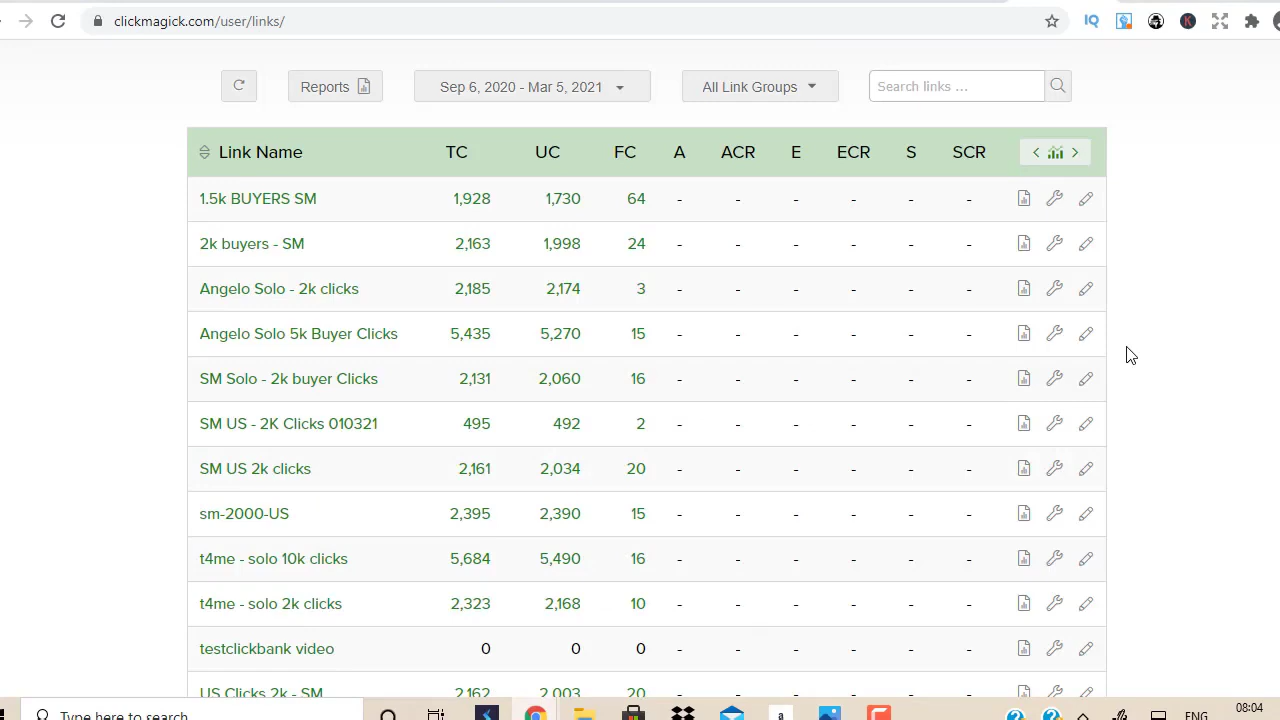 clickmagick.com/user/links/
IQ
K
Reports
Sep 6, 2020 - Mar 5, 2021
All Link Groups
Search links ...
Link Name TC UC FC A ACR E ECR S SCR
1.5k BUYERS SM 1,928 1,730 64 - - - - - -
2k buyers - SM 2,163 1,998 24 - - - - - -
Angelo Solo - 2k clicks 2,185 2,174 3 - - - - - -
Angelo Solo 5k Buyer Clicks 5,435 5,270 15 - - - - - -
SM Solo - 2k buyer Clicks 2,131 2,060 16 - - - - - -
SM US - 2K Clicks 010321 495 492 2 - - - - - -
SM US 2k clicks 2,161 2,034 20 - - - - - -
sm-2000-US 2,395 2,390 15 - - - - - -
t4me - solo 10k clicks 5,684 5,490 16 - - - - - -
t4me - solo 2k clicks 2,323 2,168 10 - - - - - -
testclickbank video 0 0 0 - - - - - -
US Clicks 2k - SM 2,162 2,003 20 - - - - - -
Type here to search
a
ENG
08:04